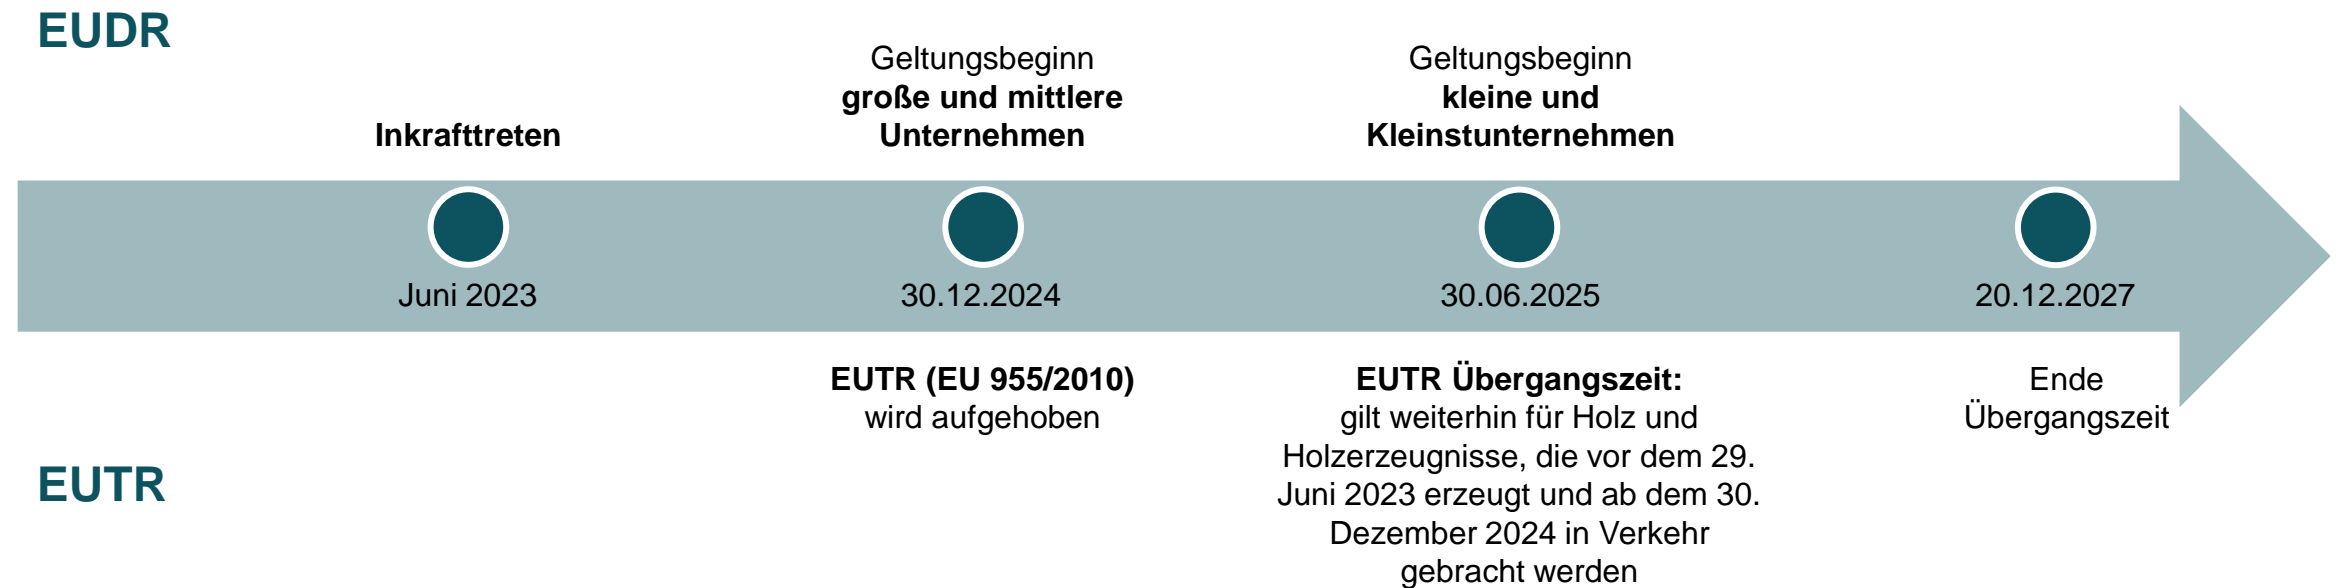 EUDR
Inkrafttreten
Geltungsbeginn
große und mittlere
Unternehmen
Geltungsbeginn
kleine und
Kleinstunternehmen
Juni 2023
30.12.2024
30.06.2025
20.12.2027
EUTR
EUTR (EU 955/2010)
wird aufgehoben
EUTR Übergangszeit:
gilt weiterhin für Holz und
Holzerzeugnisse, die vor dem 29.
Juni 2023 erzeugt und ab dem 30.
Dezember 2024 in Verkehr
gebracht werden
Ende
Übergangszeit